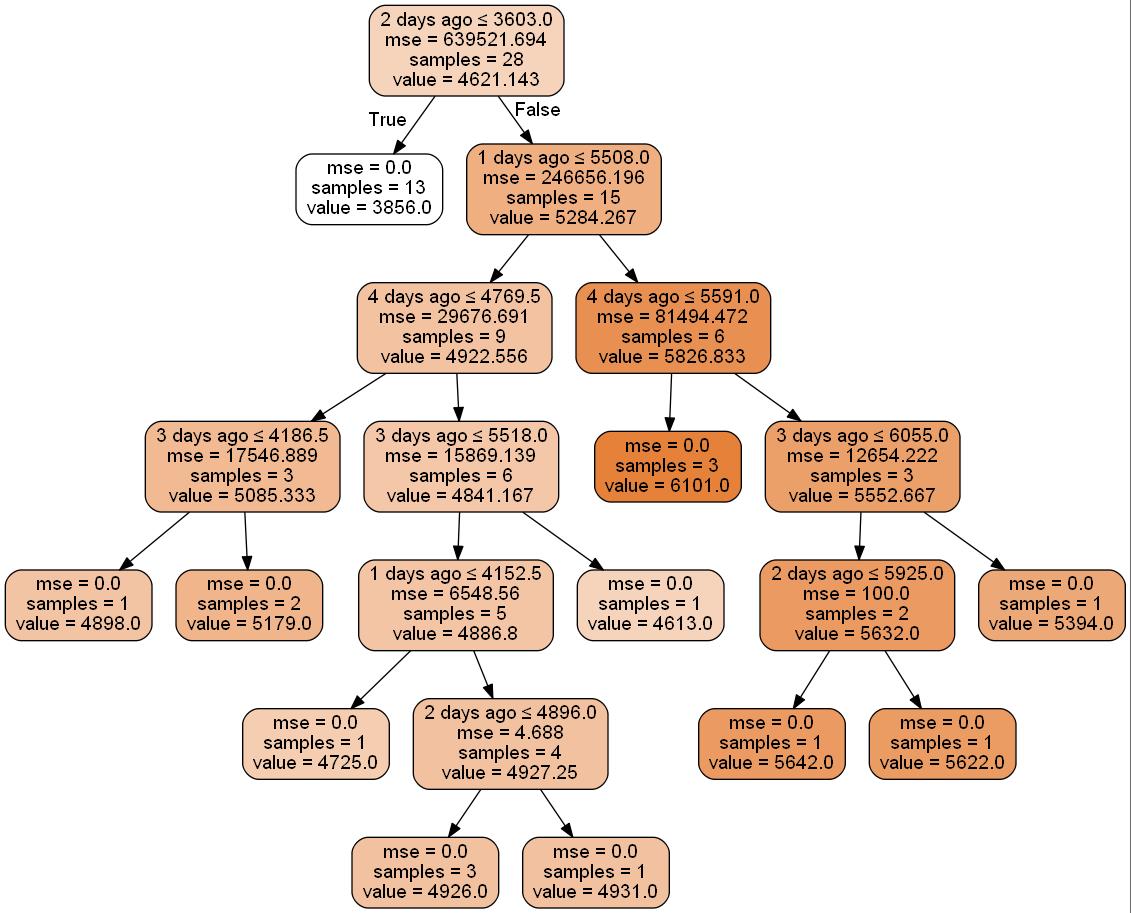 2 days ago ≤ 3603.0
mse = 639521.694
samples = 28
value = 4621.143
True
False
mse = 0.0
samples = 13
value = 3856.0
1 days ago ≤ 5508.0
mse = 246656.196
samples = 15
value = 5284.267
4 days ago ≤ 4769.5
mse = 29676.691
samples = 9
value = 4922.556
4 days ago ≤ 5591.0
mse = 81494.472
samples = 6
value = 5826.833
3 days ago ≤ 4186.5
mse = 17546.889
samples = 3
value = 5085.333
3 days ago ≤ 5518.0
mse = 15869.139
samples = 6
value = 4841.167
mse = 0.0
samples = 3
value = 6101.0
3 days ago ≤ 6055.0
mse = 12654.222
samples = 3
value = 5552.667
mse = 0.0
samples = 1
value = 4898.0
mse = 0.0
samples = 2
value = 5179.0
1 days ago ≤ 4152.5
mse = 6548.56
samples = 5
value = 4886.8
mse = 0.0
samples = 1
value = 4613.0
2 days ago ≤ 5925.0
mse = 100.0
samples = 2
value = 5632.0
mse = 0.0
samples = 1
value = 5394.0
mse = 0.0
samples = 1
value = 4725.0
2 days ago ≤ 4896.0
mse = 4.688
samples = 4
value = 4927.25
mse = 0.0
samples = 1
value = 5642.0
mse = 0.0
samples = 1
value = 5622.0
mse = 0.0
samples = 3
value = 4926.0
mse = 0.0
samples = 1
value = 4931.0